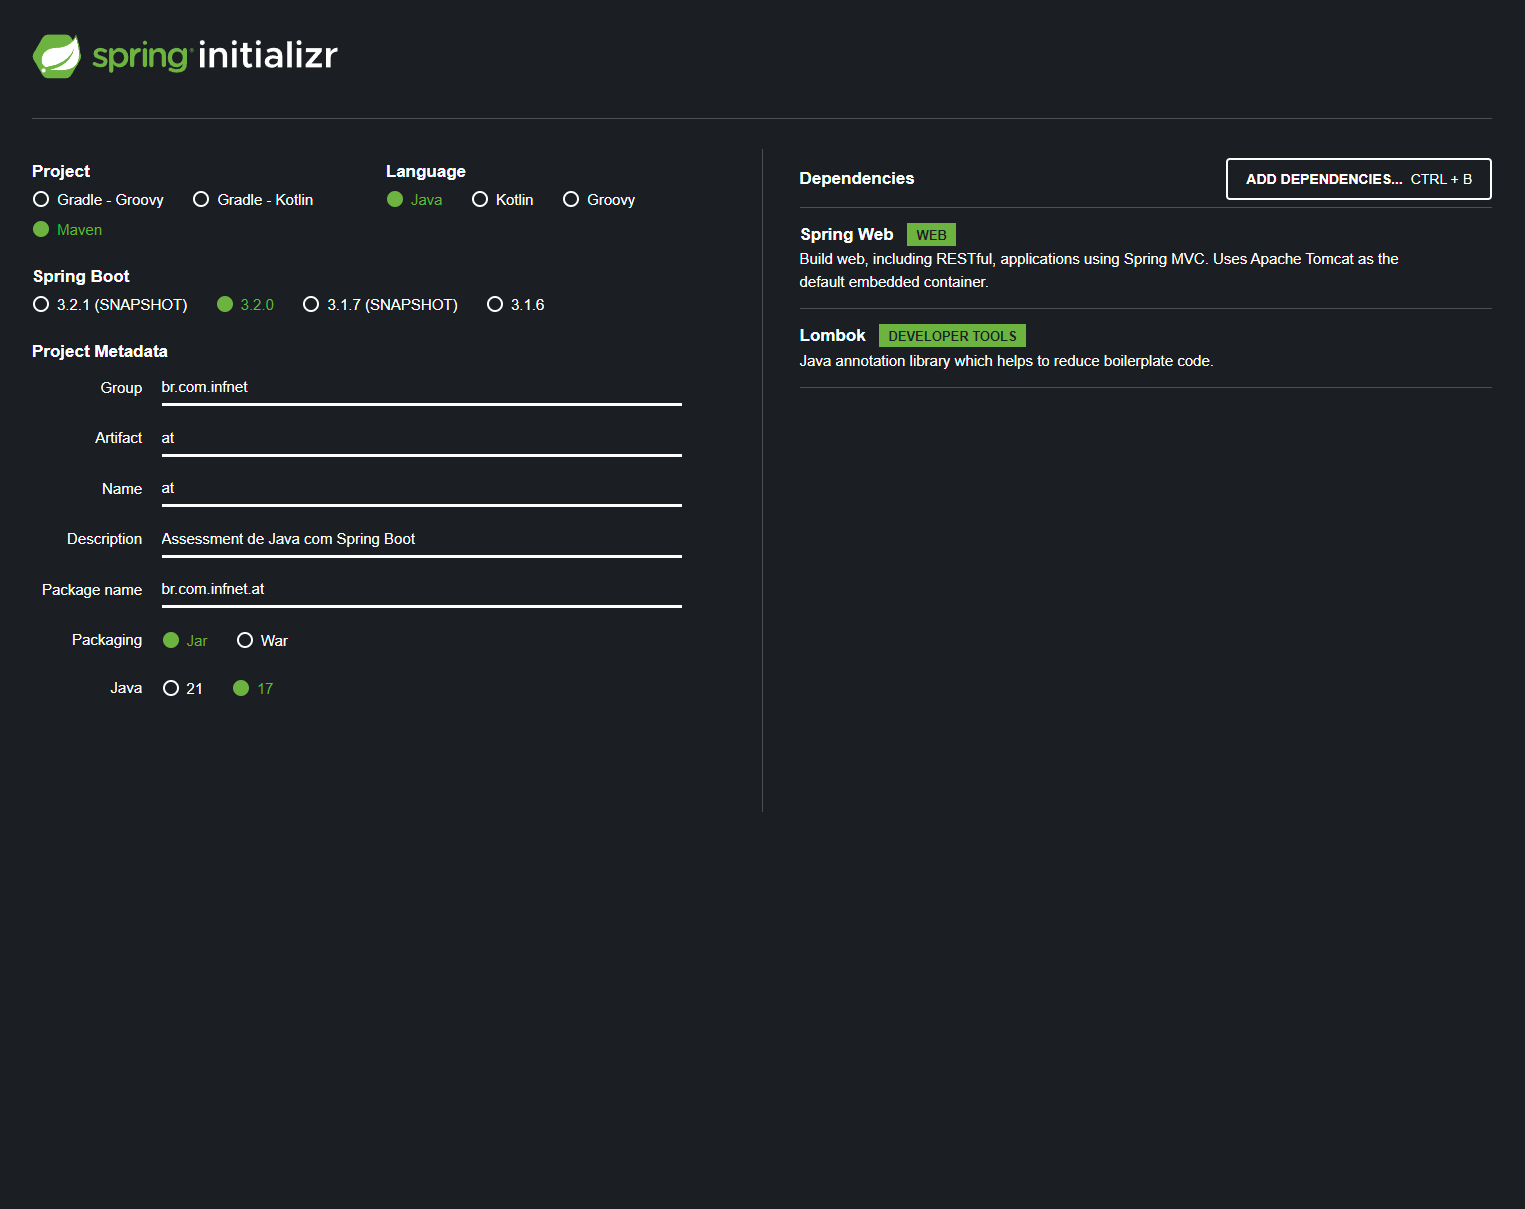 spring initializr
Project
Gradle - Groovy Gradle - Kotlin
Maven
Language
Java Kotlin Groovy
Spring Boot
3.2.1 (SNAPSHOT) 3.2.0 3.1.7 (SNAPSHOT) 3.1.6
Project Metadata
Group br.com.infnet
Artifact at
Name at
Description Assessment de Java com Spring Boot
Package name br.com.infnet.at
Packaging Jar War
Java 21 17
Dependencies ADD DEPENDENCIES... CTRL + B
Spring Web WEB
Build web, including RESTful, applications using Spring MVC. Uses Apache Tomcat as the
default embedded container.
Lombok DEVELOPER TOOLS
Java annotation library which helps to reduce boilerplate code.